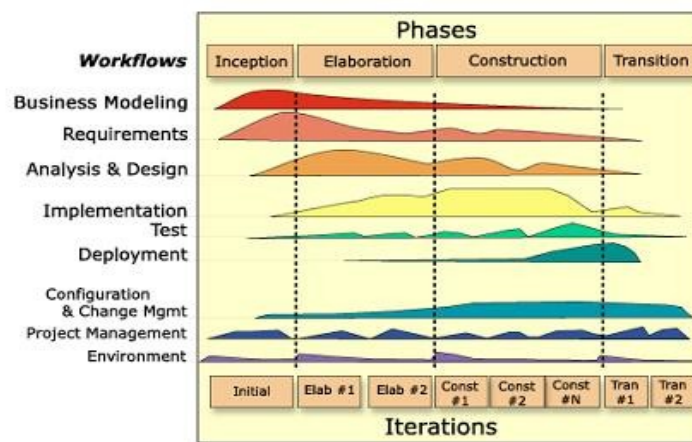 Phases
Workflows
Inception
Elaboration
Construction
Transition
Business Modeling
Requirements
Analysis & Design
Implementation
Test
Deployment
Configuration
& Change Mgmt
Project Management
Environment
Initial
Elab #1
Elab #2
Const
#1
Const
#2
Const
#N
Tran
#1
Tran
#2
Iterations